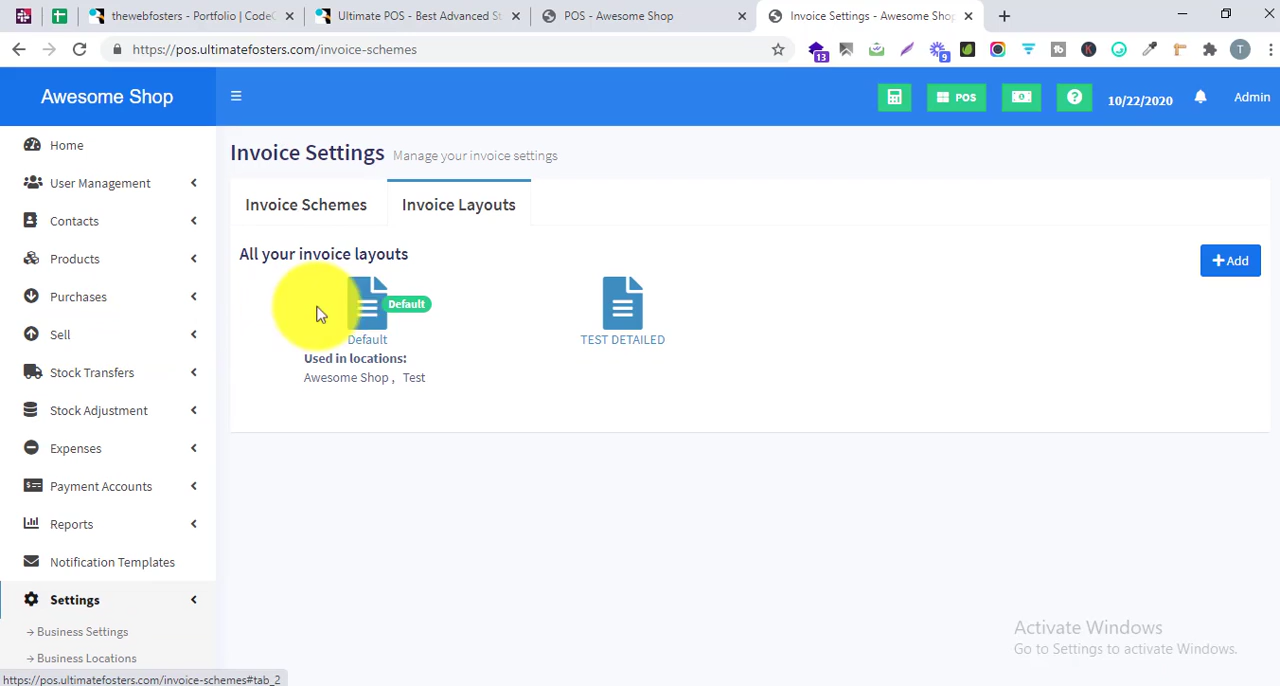 thewebfosters - Portfolio | CodeC
Ultimate POS - Best Advanced St
POS - Awesome Shop
Invoice Settings - Awesome Shop
https://pos.ultimatefosters.com/invoice-schemes
13
9
tb
K
T
Awesome Shop
POS
10/22/2020
Admin
Home
User Management
Contacts
Products
Purchases
Sell
Stock Transfers
Stock Adjustment
Expenses
Payment Accounts
Reports
Notification Templates
Settings
Business Settings
Business Locations
Invoice Settings Manage your invoice settings
Invoice Schemes
Invoice Layouts
All your invoice layouts
Add
Default
Default
Used in locations:
Awesome Shop , Test
TEST DETAILED
Activate Windows
Go to Settings to activate Windows.
https://pos.ultimatefosters.com/invoice-schemes#tab_2